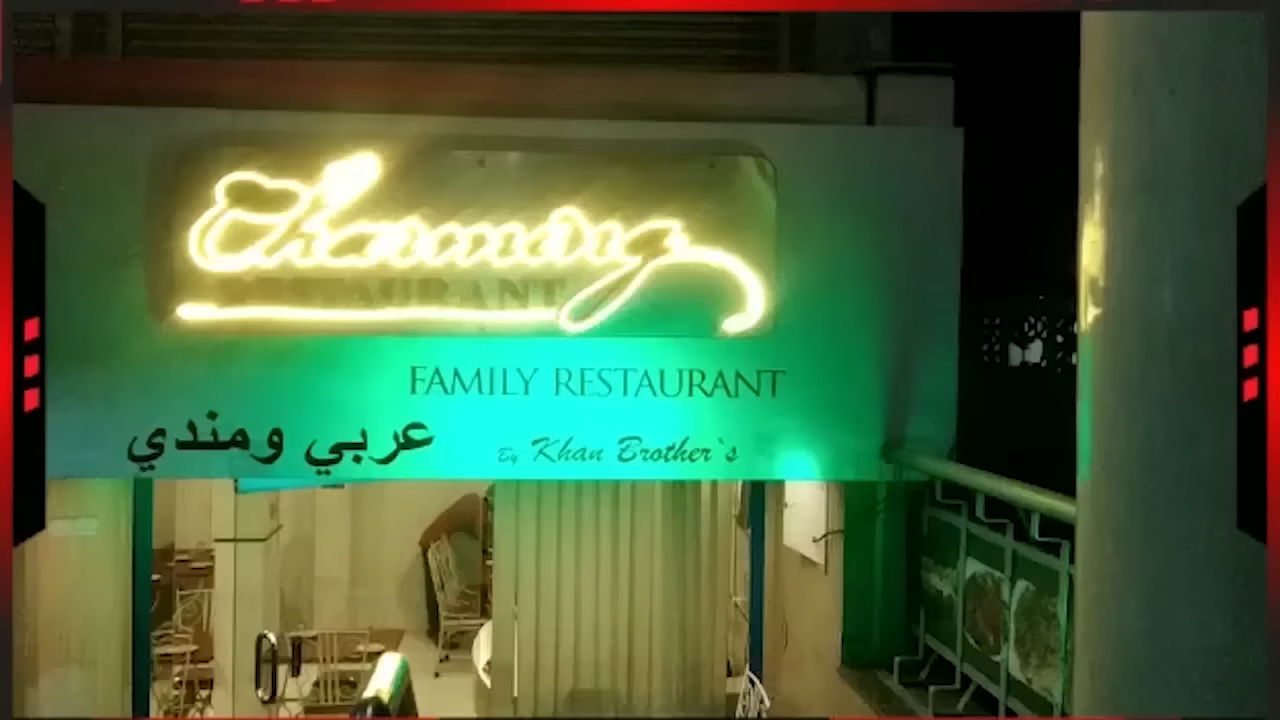 Charming
RESTAURANT
FAMILY RESTAURANT
عربي ومندي
By Khan Brother`s